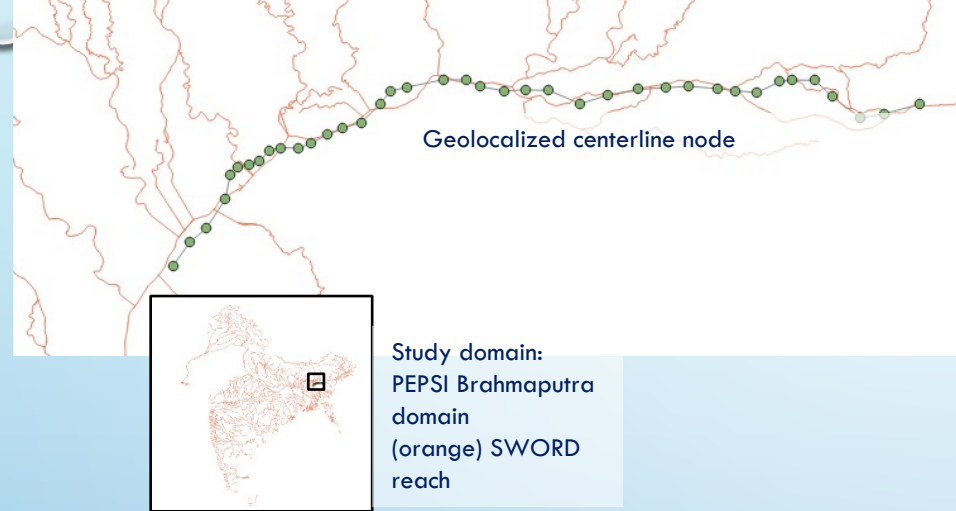 Geolocalized centerline node
Study domain:
PEPSI Brahmaputra
domain
(orange) SWORD
reach